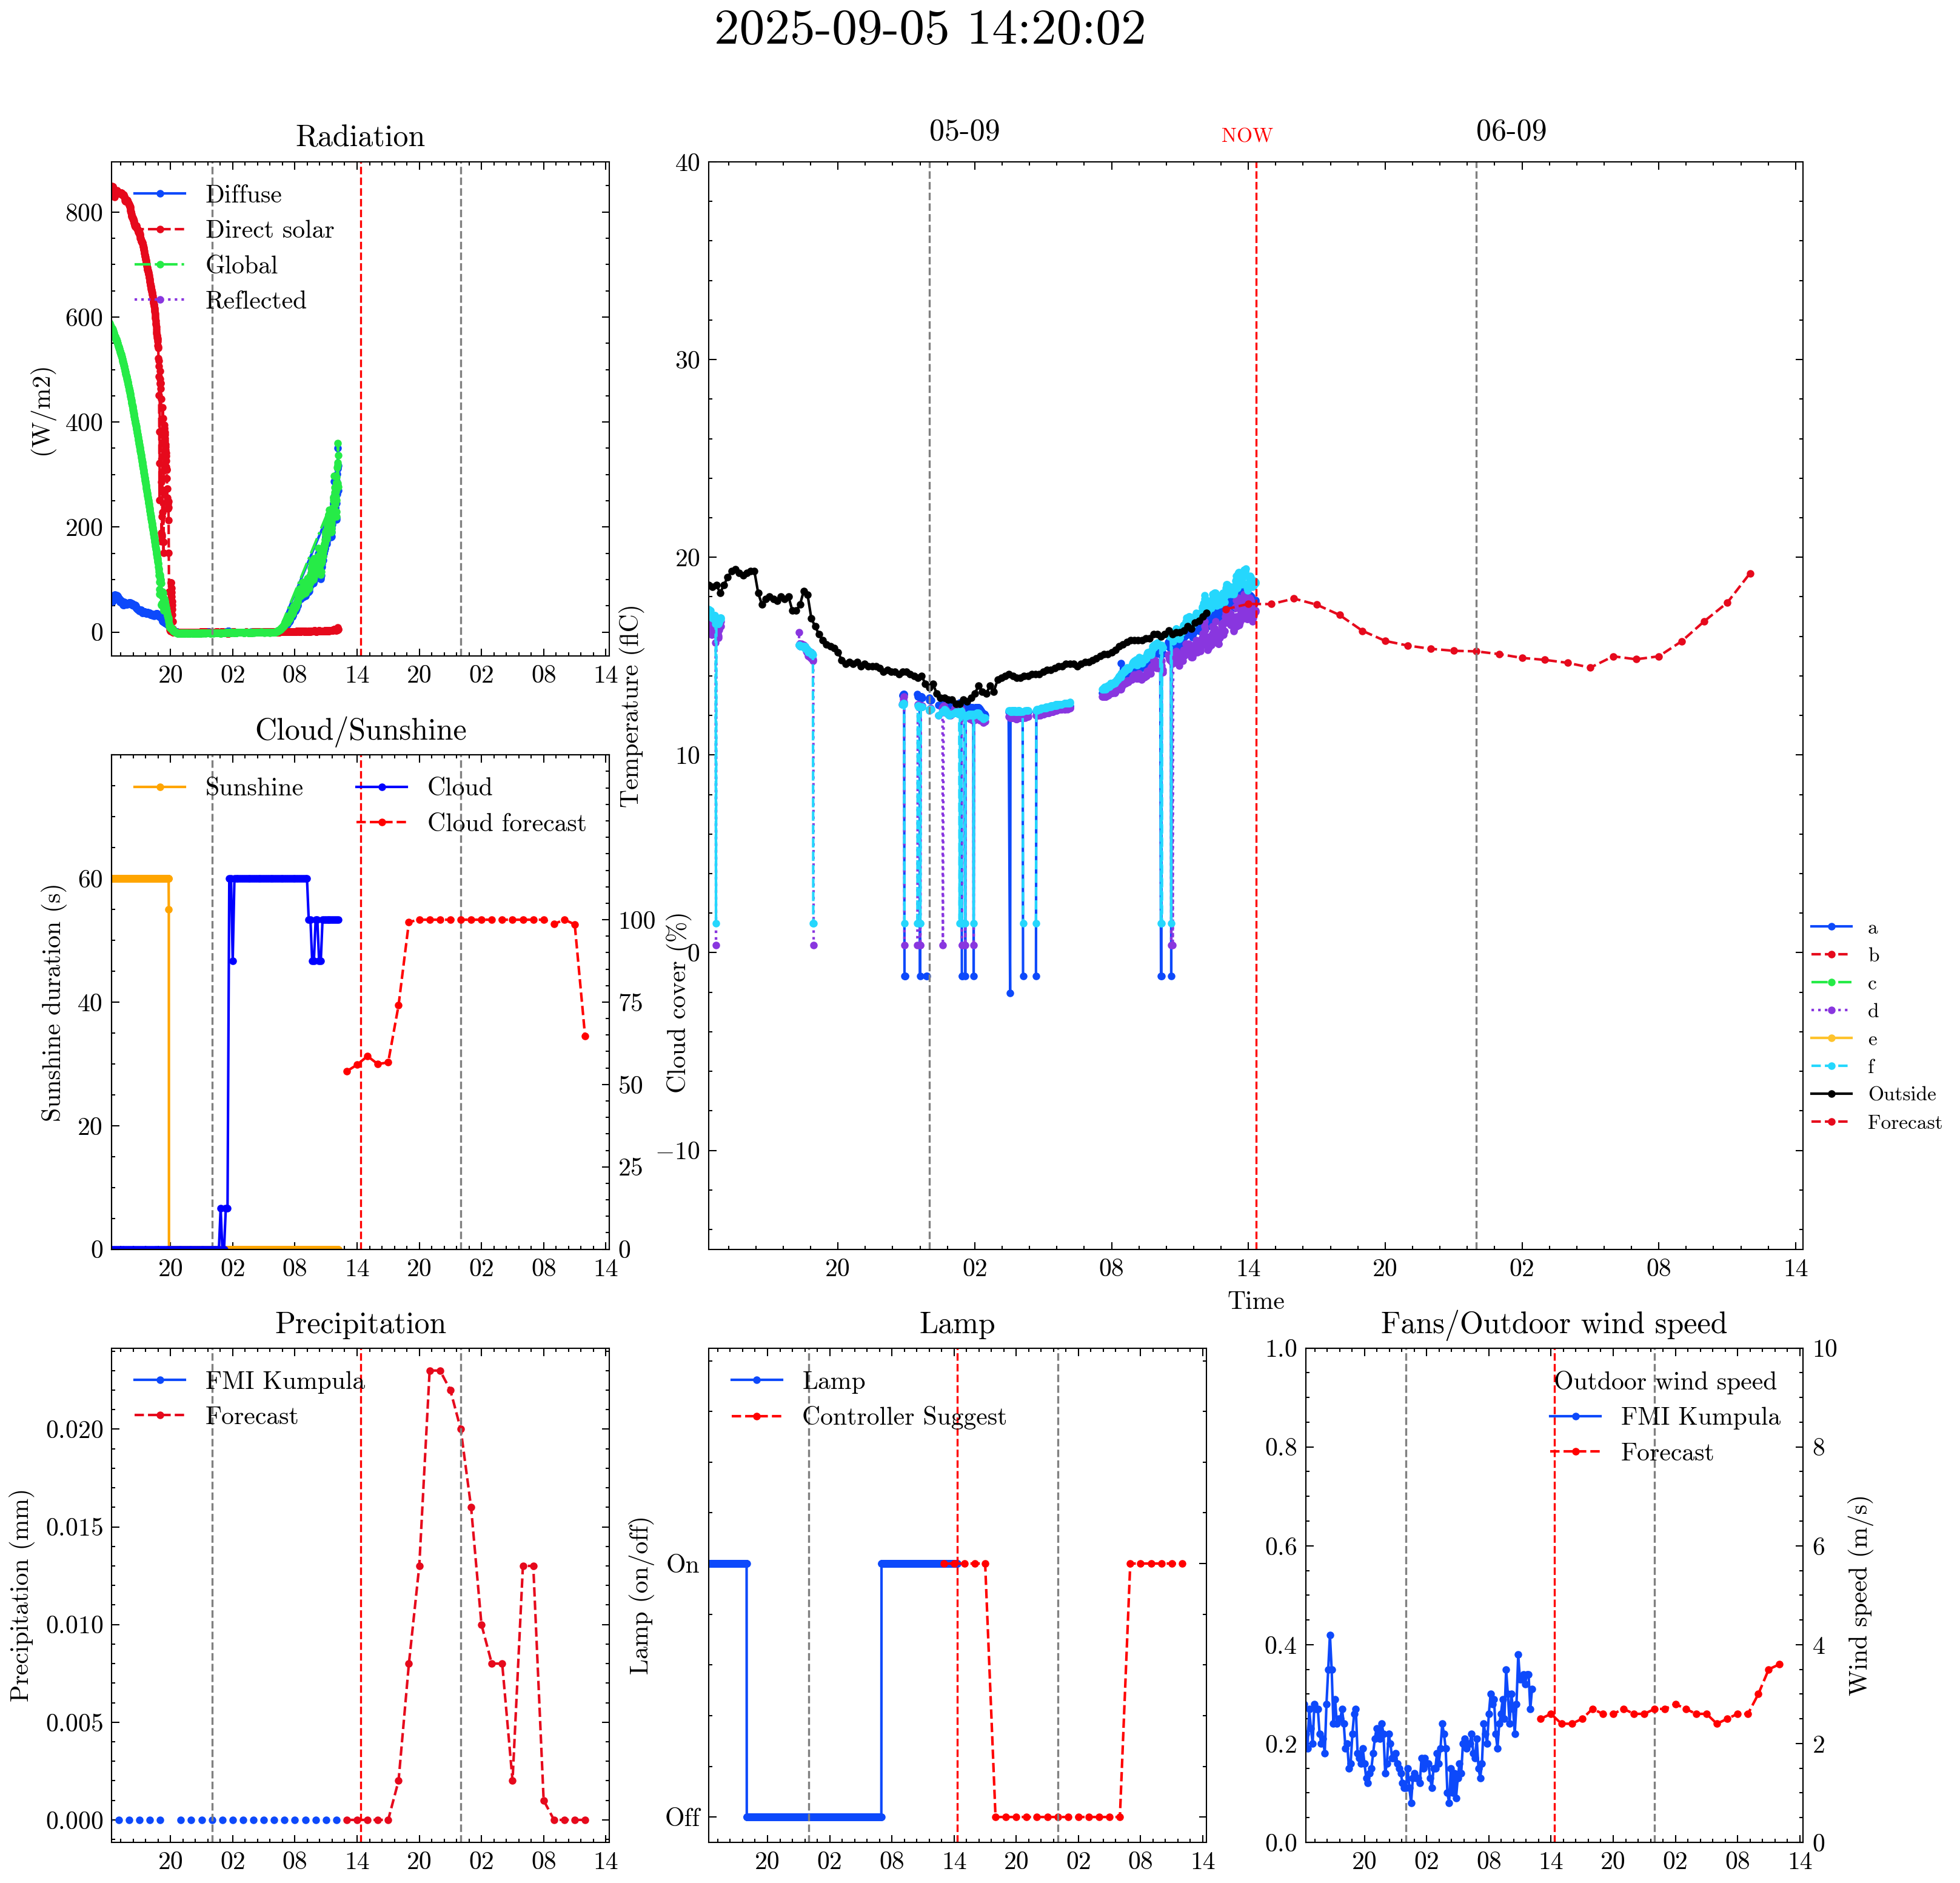 2025-09-05 14:20:02
Radiation
Diffuse
Direct solar
Global
Reflected
(W/m2)
800
600
400
200
0
20 02 08 14 20 02 08 14
05-09
NOW
06-09
40
30
20
10
0
−10
Temperature (flC)
20 02 08 14 20 02 08 14
Time
a
b
c
d
e
f
Outside
Forecast
Cloud/Sunshine
Sunshine
Cloud
Cloud forecast
Sunshine duration (s)
60
40
20
0
100
75
50
25
0
Cloud cover (%)
20 02 08 14 20 02 08 14
Precipitation
FMI Kumpula
Forecast
Precipitation (mm)
0.020
0.015
0.010
0.005
0.000
20 02 08 14 20 02 08 14
Lamp
Lamp
Controller Suggest
Lamp (on/off)
On
Off
20 02 08 14 20 02 08 14
Fans/Outdoor wind speed
Outdoor wind speed
FMI Kumpula
Forecast
1.0
0.8
0.6
0.4
0.2
0.0
10
8
6
4
2
0
Wind speed (m/s)
20 02 08 14 20 02 08 14